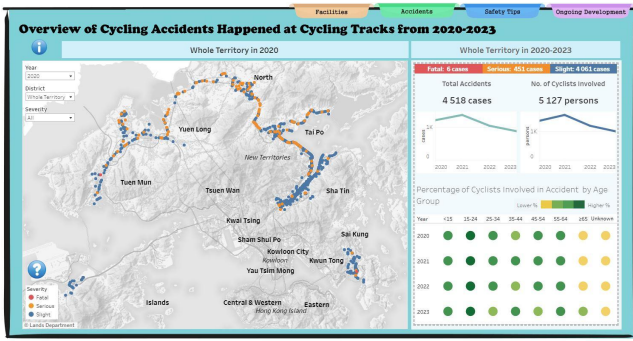 Facilities
Accidents
Safety Tips
Ongoing Development
Overview of Cycling Accidents Happened at Cycling Tracks from 2020-2023
Whole Territory in 2020
Year
2020
District
Whole Territory
Severity
All
North
Yuen Long
Tai Po
New Territories
Tuen Mun
Tsuen Wan
Sha Tin
Kwai Tsing
Sai Kung
Sham Shui Po
Kowloon City
Kowloon
Kwun Tong
Yau Tsim Mong
Islands
Central & Western
Eastern
Hong Kong Island
Severity
Fatal
Serious
Slight
© Lands Department
Whole Territory in 2020-2023
Fatal: 6 cases
Serious: 451 cases
Slight: 4 061 cases
Total Accidents
4 518 cases
cases
1K
0
2020 2021 2022 2023
No. of Cyclists Involved
5 127 persons
persons
1K
0
2020 2021 2022 2023
Percentage of Cyclists Involved in Accident by Age
Group
Lower % Higher %
Year <15 15-24 25-34 35-44 45-54 55-64 ≥65 Unknown
2020
2021
2022
2023